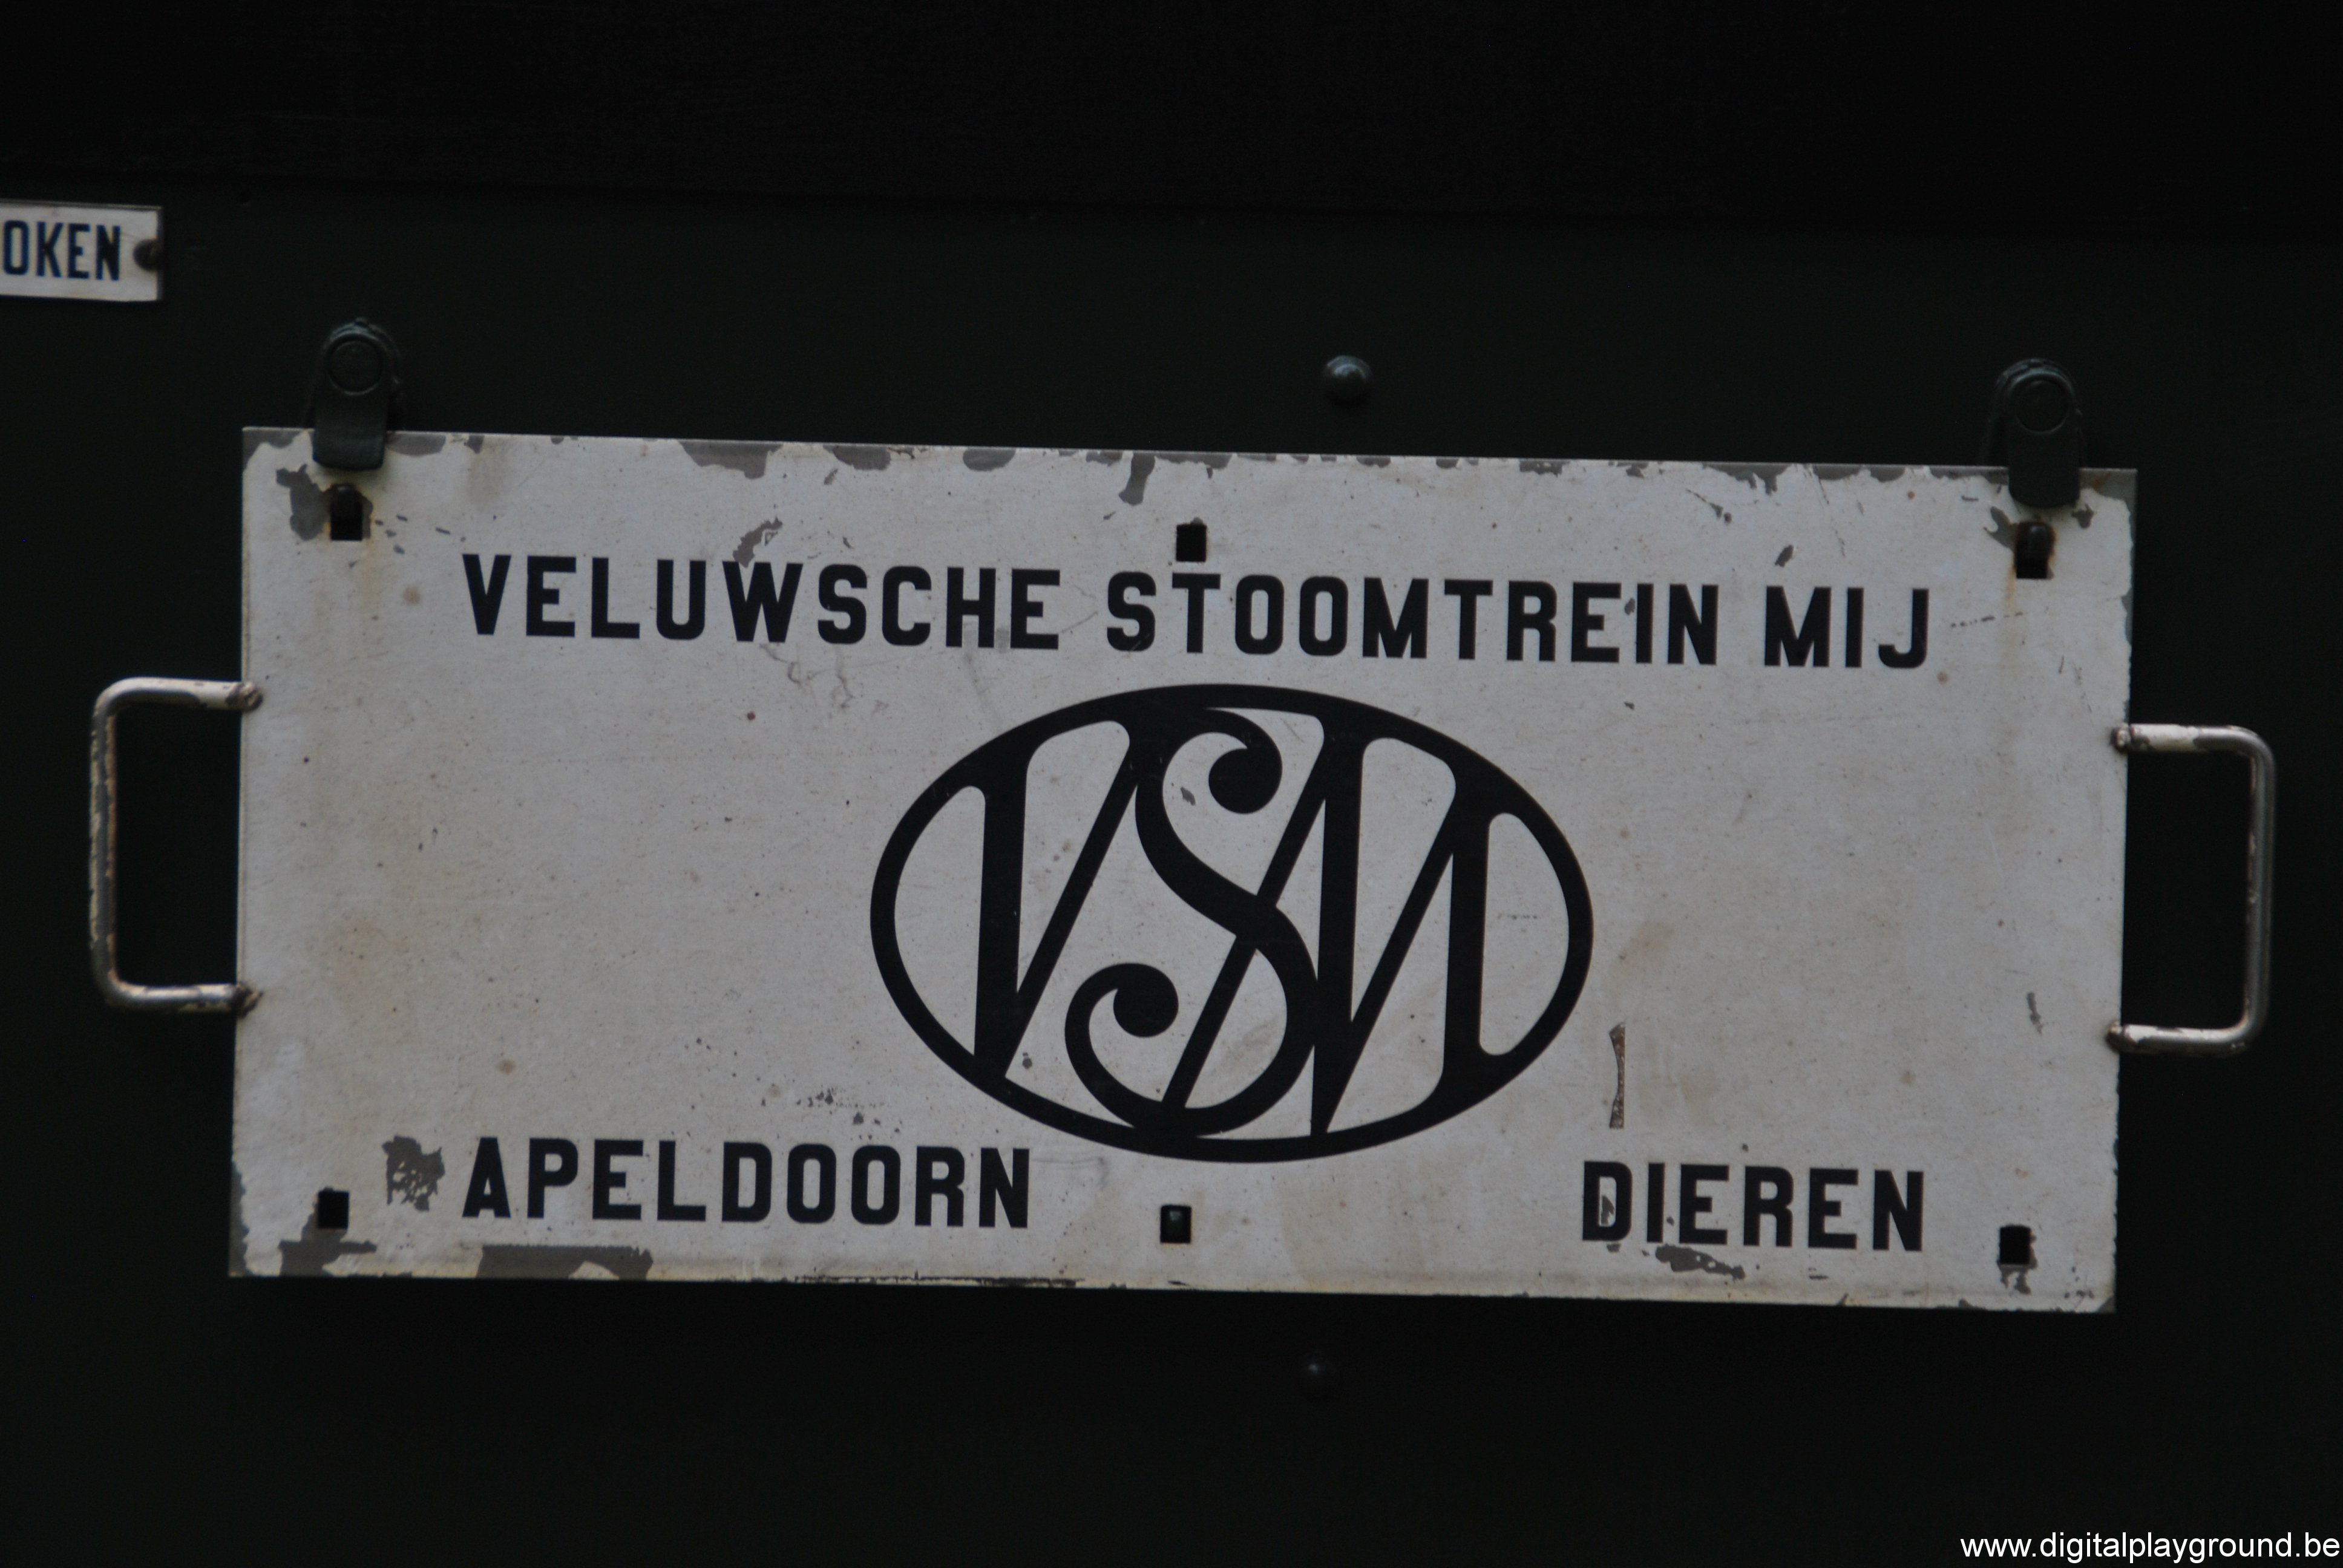 OKEN
VELUWSCHE STOOMTREIN MIJ
VSM
APELDOORN DIEREN
www.digitalplayground.be